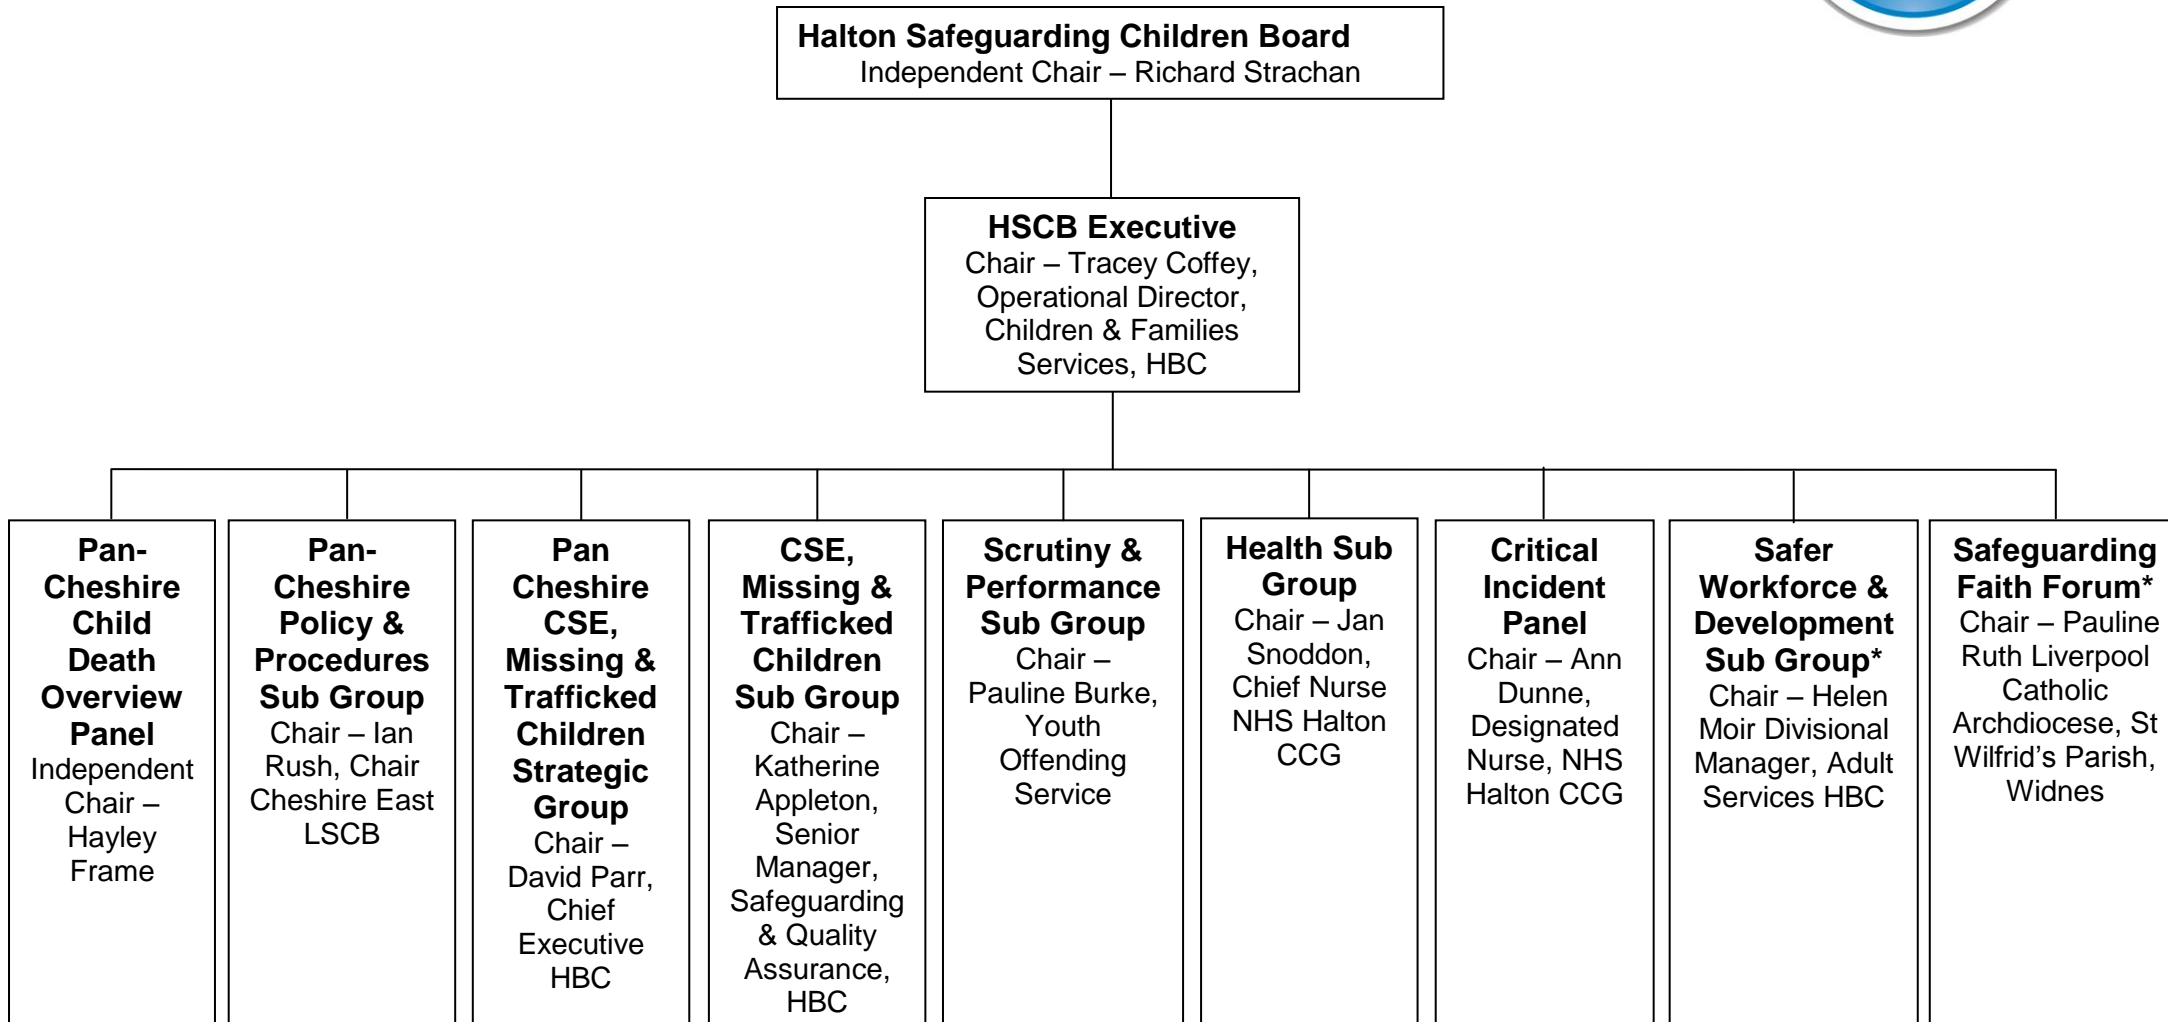 Halton Safeguarding Children Board
Independent Chair – Richard Strachan
HSCB Executive
Chair – Tracey Coffey,
Operational Director,
Children & Families
Services, HBC
Pan-
Cheshire
Child
Death
Overview
Panel
Independent
Chair –
Hayley
Frame
Pan-
Cheshire
Policy &
Procedures
Sub Group
Chair – Ian
Rush, Chair
Cheshire East
LSCB
Pan
Cheshire
CSE,
Missing &
Trafficked
Children
Strategic
Group
Chair –
David Parr,
Chief
Executive
HBC
CSE,
Missing &
Trafficked
Children
Sub Group
Chair –
Katherine
Appleton,
Senior
Manager,
Safeguarding
& Quality
Assurance,
HBC
Scrutiny &
Performance
Sub Group
Chair –
Pauline Burke,
Youth
Offending
Service
Health Sub
Group
Chair – Jan
Snoddon,
Chief Nurse
NHS Halton
CCG
Critical
Incident
Panel
Chair – Ann
Dunne,
Designated
Nurse, NHS
Halton CCG
Safer
Workforce &
Development
Sub Group*
Chair – Helen
Moir Divisional
Manager, Adult
Services HBC
Safeguarding
Faith Forum*
Chair – Pauline
Ruth Liverpool
Catholic
Archdiocese, St
Wilfrid's Parish,
Widnes